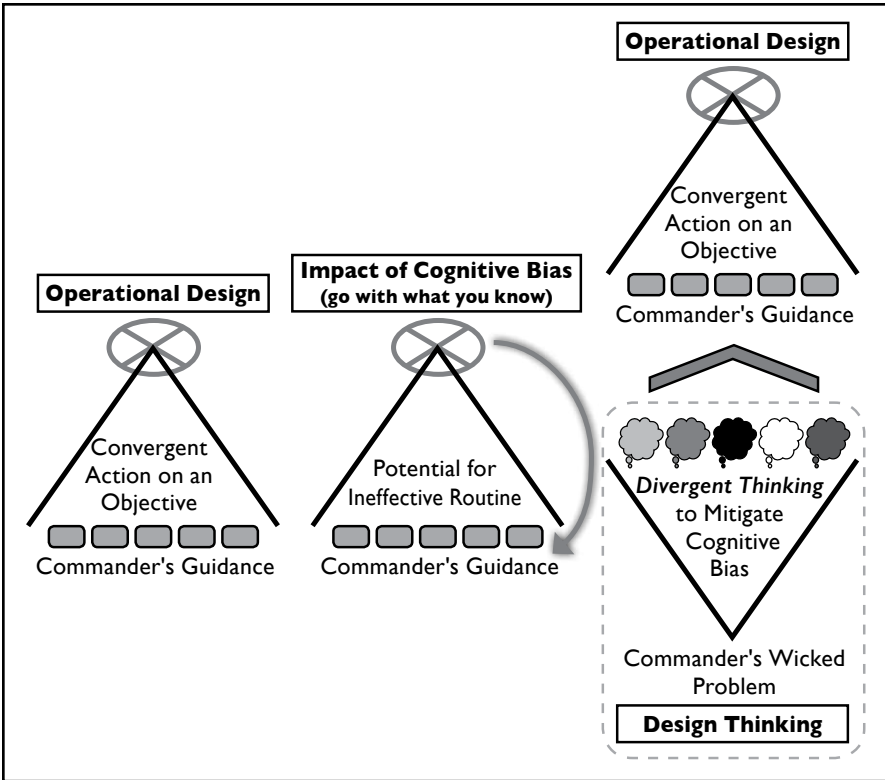 Operational Design
Convergent
Action on an
Objective
Commander's Guidance
Impact of Cognitive Bias
(go with what you know)
Potential for
Ineffective Routine
Commander's Guidance
Operational Design
Convergent
Action on an
Objective
Commander's Guidance
Divergent Thinking
to Mitigate
Cognitive
Bias
Commander's Wicked
Problem
Design Thinking